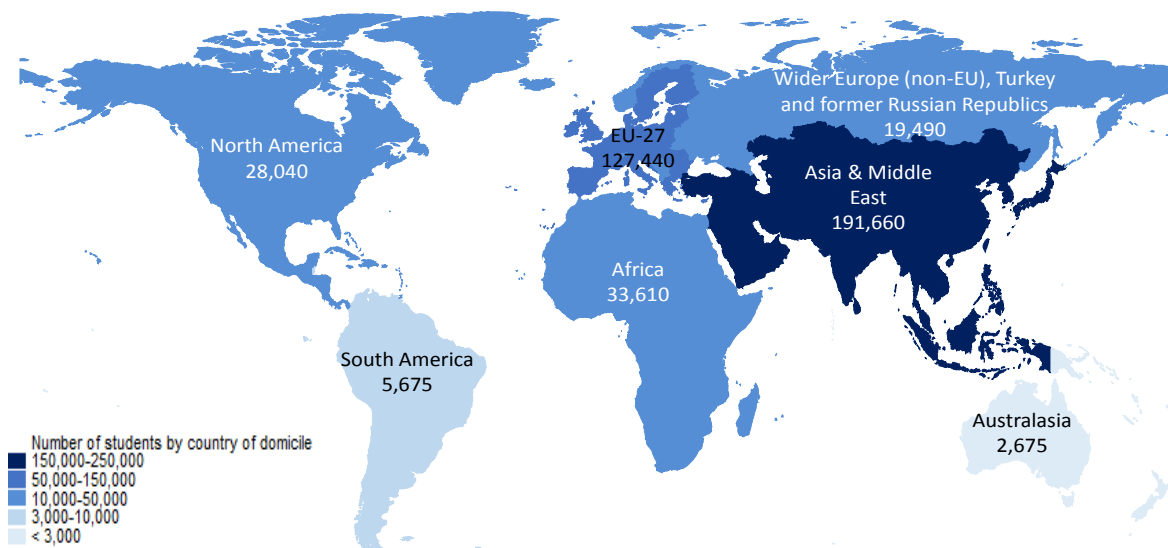 Wider Europe (non-EU), Turkey
and former Russian Republics
19,490
EU-27
127,440
North America
28,040
Asia & Middle
East
191,660
Africa
33,610
South America
5,675
Australasia
2,675
Number of students by country of domicile
150,000-250,000
50,000-150,000
10,000-50,000
3,000-10,000
< 3,000